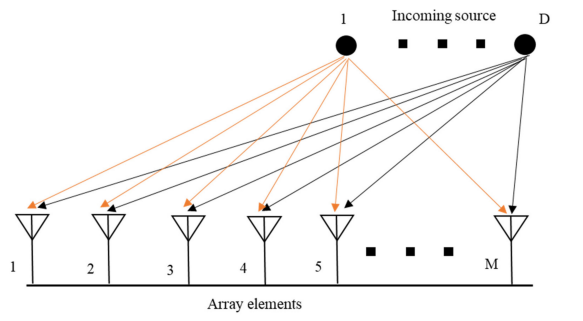 Incoming source
1 D
1 2 3 4 5 M
Array elements